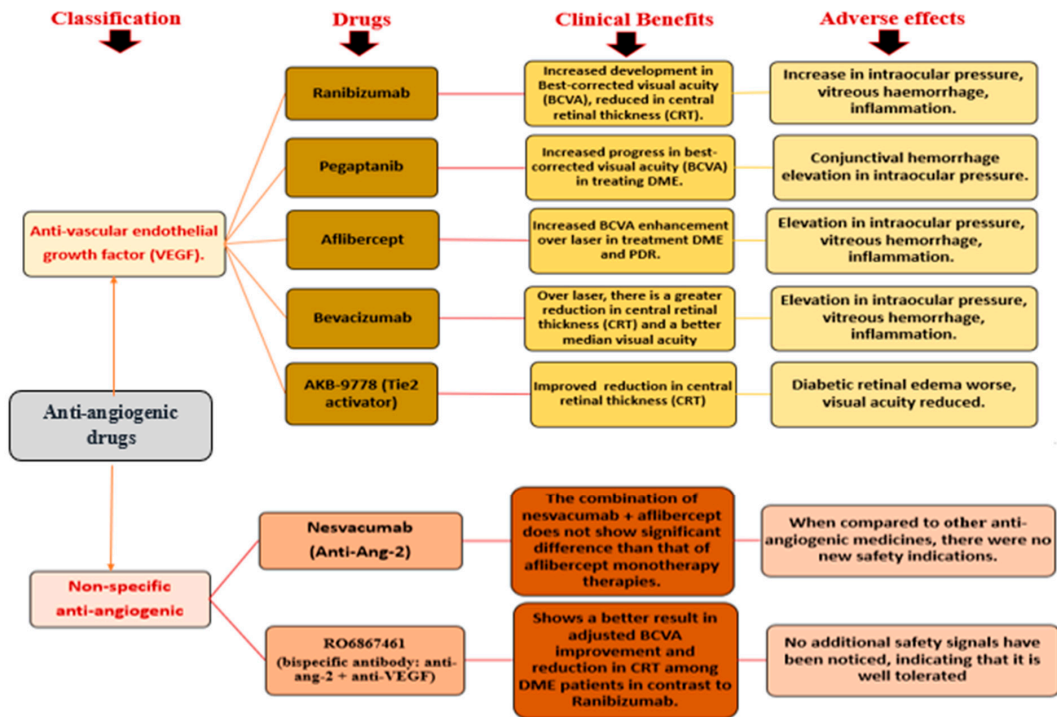 Classification
Drugs
Clinical Benefits
Adverse effects
Anti-angiogenic
drugs
Anti-vascular endothelial
growth factor (VEGF).
Ranibizumab
Increased development in
Best-corrected visual acuity
(BCVA), reduced in central
retinal thickness (CRT).
Increase in intraocular pressure,
vitreous haemorrhage,
inflammation.
Pegaptanib
Increased progress in best-
corrected visual acuity (BCVA)
in treating DME.
Conjunctival hemorrhage
elevation in intraocular pressure.
Aflibercept
Increased BCVA enhancement
over laser in treatment DME
and PDR.
Elevation in intraocular pressure,
vitreous hemorrhage,
inflammation.
Bevacizumab
Over laser, there is a greater
reduction in central retinal
thickness (CRT) and a better
median visual acuity
Elevation in intraocular pressure,
vitreous hemorrhage,
inflammation.
AKB-9778 (Tie2
activator)
Improved reduction in central
retinal thickness (CRT)
Diabetic retinal edema worse,
visual acuity reduced.
Non-specific
anti-angiogenic
Nesvacumab
(Anti-Ang-2)
The combination of
nesvacumab + aflibercept
does not show significant
difference than that of
aflibercept monotherapy
therapies.
When compared to other anti-
angiogenic medicines, there were
no new safety indications.
RO6867461
(bispecific antibody: anti-
ang-2 + anti-VEGF)
Shows a better result in
adjusted BCVA
improvement and
reduction in CRT among
DME patients in contrast to
Ranibizumab.
No additional safety signals have
been noticed, indicating that it is
well tolerated